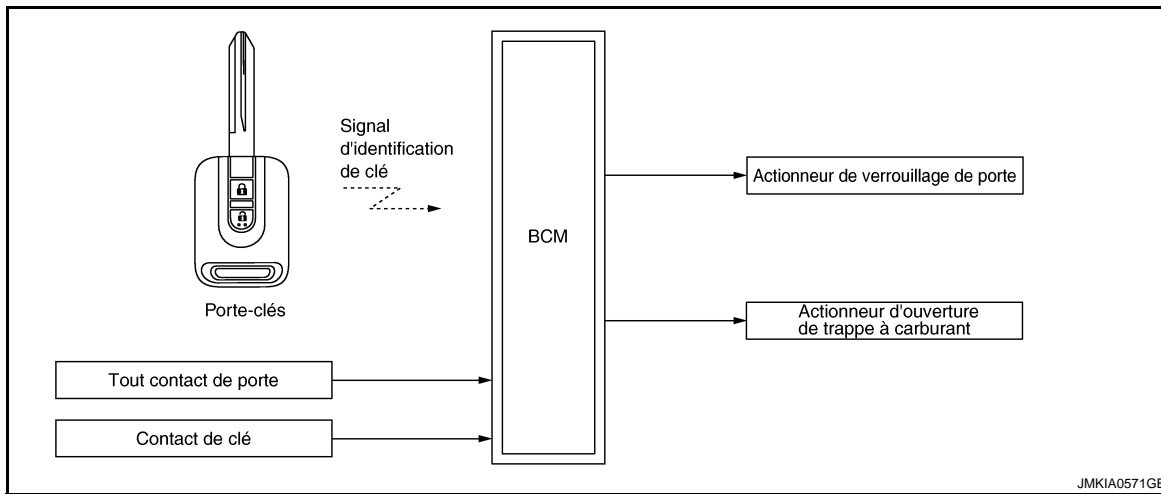 Signal
d'identification
de clé
Porte-clés
Tout contact de porte
Contact de clé
BCM
Actionneur de verrouillage de porte
Actionneur d'ouverture
de trappe à carburant
JMKIA0571GB